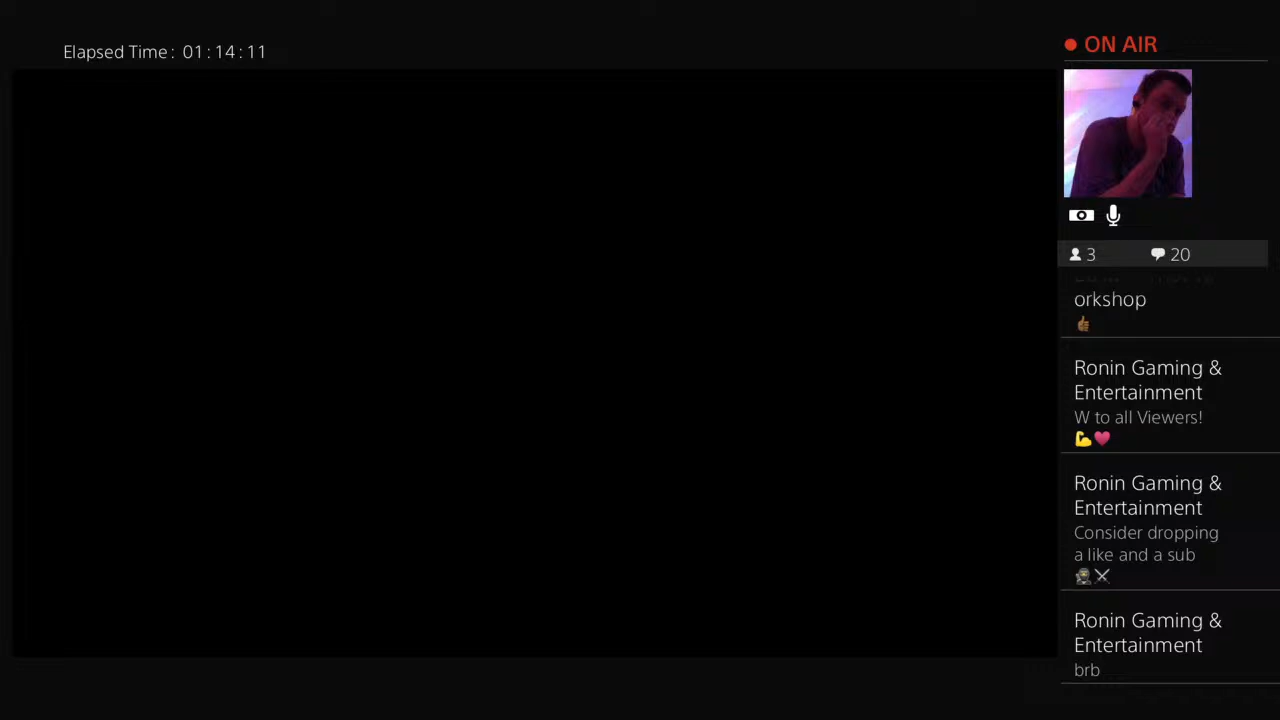 Elapsed Time: 01:14:11
ON AIR
3 20
orkshop
👍🏾
Ronin Gaming &
Entertainment
W to all Viewers!
💪💗
Ronin Gaming &
Entertainment
Consider dropping
a like and a sub
🥷⚔
Ronin Gaming &
Entertainment
brb